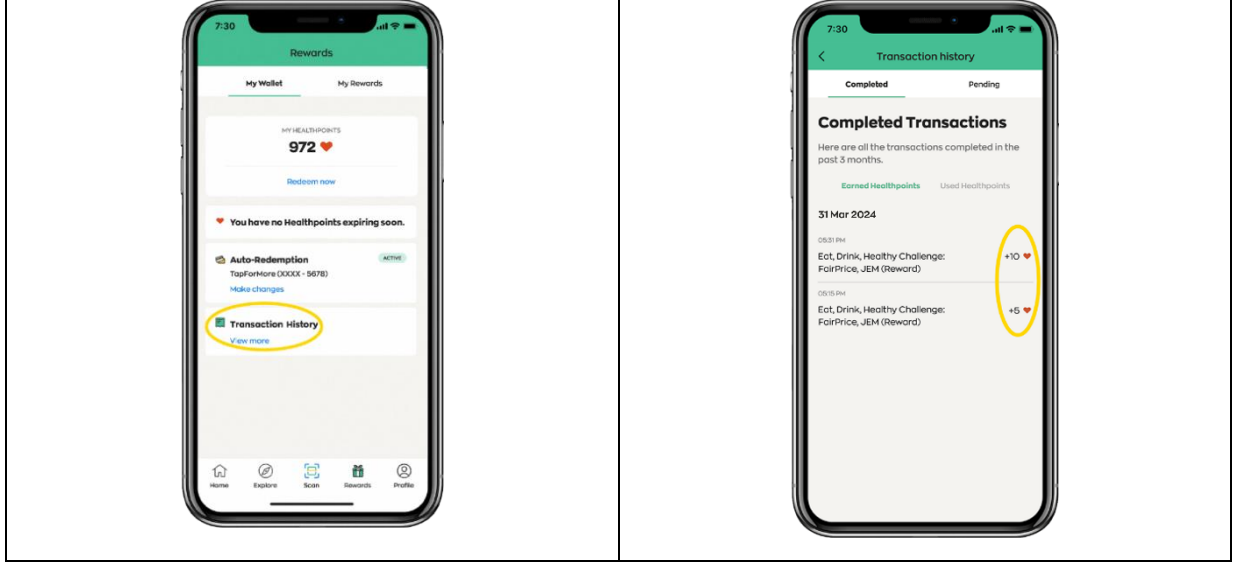 7:30
Rewards
My Wallet My Rewards
MY HEALTHPOINTS
972
Redeem now
You have no Healthpoints expiring soon.
Auto-Redemption ACTIVE
TapForMore (XXXX - 5678)
Make changes
Transaction History
View more
Home Explore Scan Rewards Profile
7:30
Transaction history
Completed Pending
Completed Transactions
Here are all the transactions completed in the
past 3 months.
Earned Healthpoints Used Healthpoints
31 Mar 2024
05:31 PM
Eat, Drink, Healthy Challenge: +10
FairPrice, JEM (Reward)
05:15 PM
Eat, Drink, Healthy Challenge: +5
FairPrice, JEM (Reward)